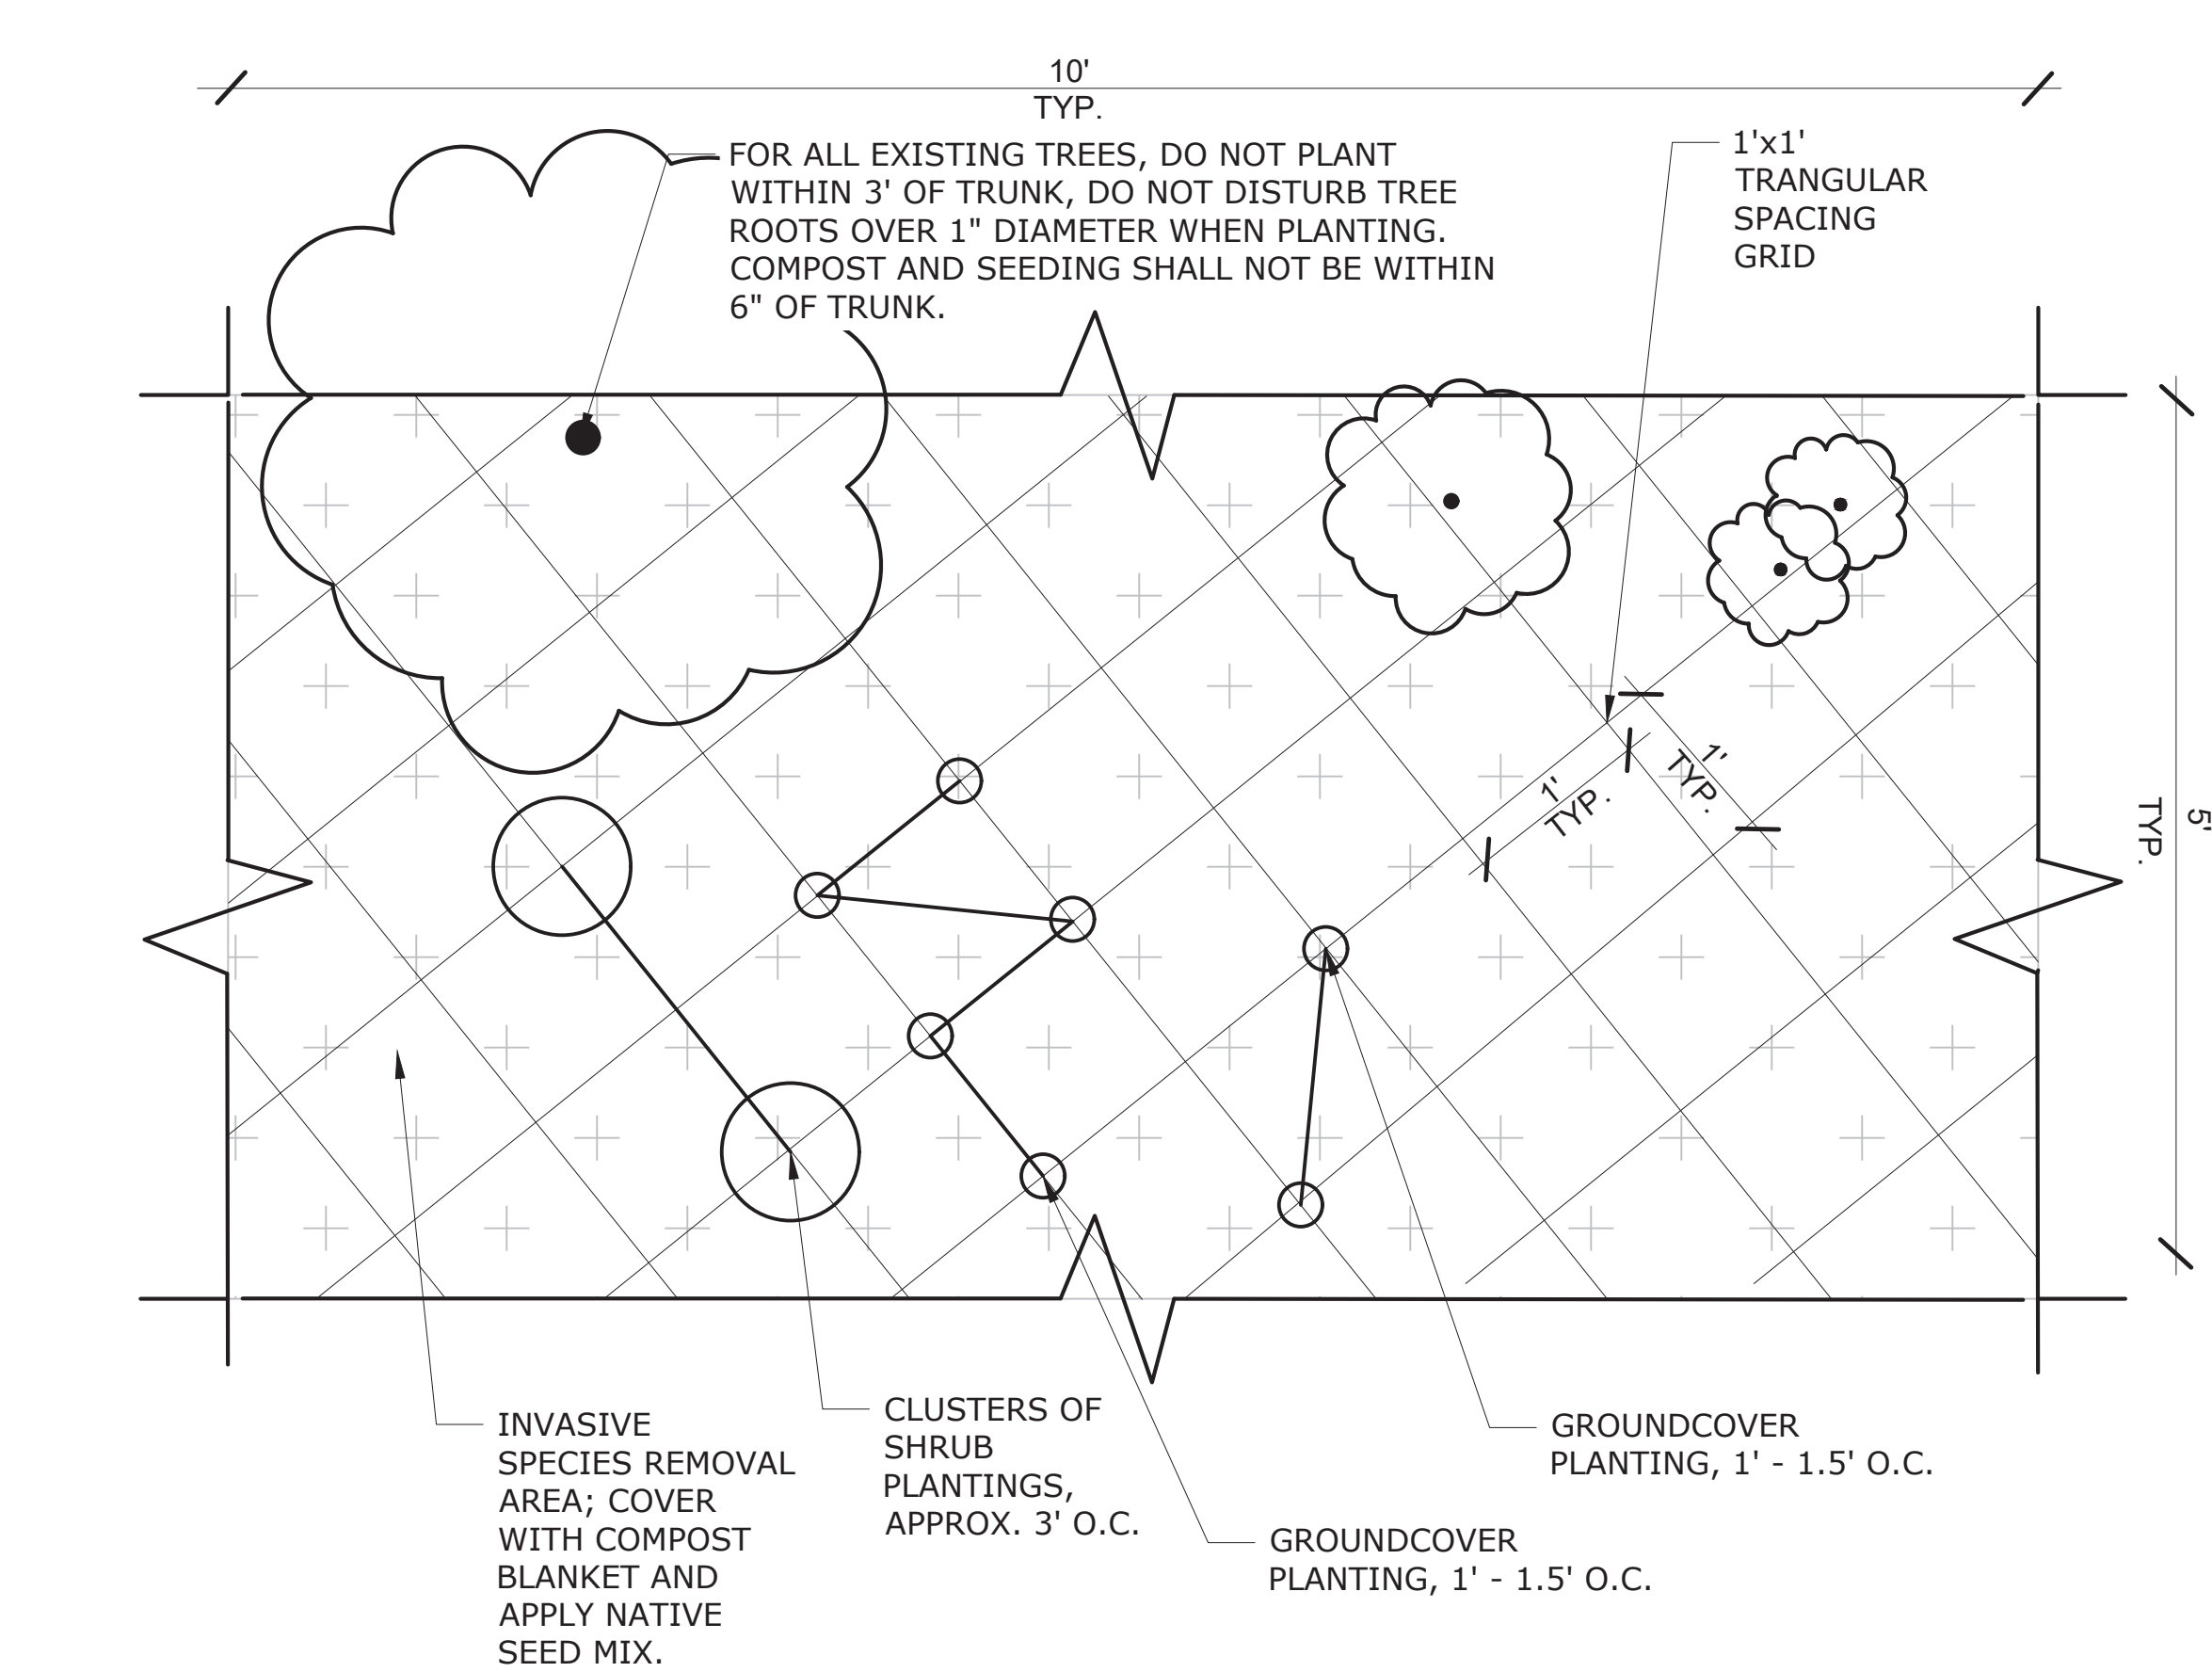 10'
TYP.
FOR ALL EXISTING TREES, DO NOT PLANT
WITHIN 3' OF TRUNK, DO NOT DISTURB TREE
ROOTS OVER 1" DIAMETER WHEN PLANTING.
COMPOST AND SEEDING SHALL NOT BE WITHIN
6" OF TRUNK.
1'x1'
TRANGULAR
SPACING
GRID
1'
TYP.
1'
TYP.
5'
TYP.
INVASIVE
SPECIES REMOVAL
AREA; COVER
WITH COMPOST
BLANKET AND
APPLY NATIVE
SEED MIX.
CLUSTERS OF
SHRUB
PLANTINGS,
APPROX. 3' O.C.
GROUNDCOVER
PLANTING, 1' - 1.5' O.C.
GROUNDCOVER
PLANTING, 1' - 1.5' O.C.